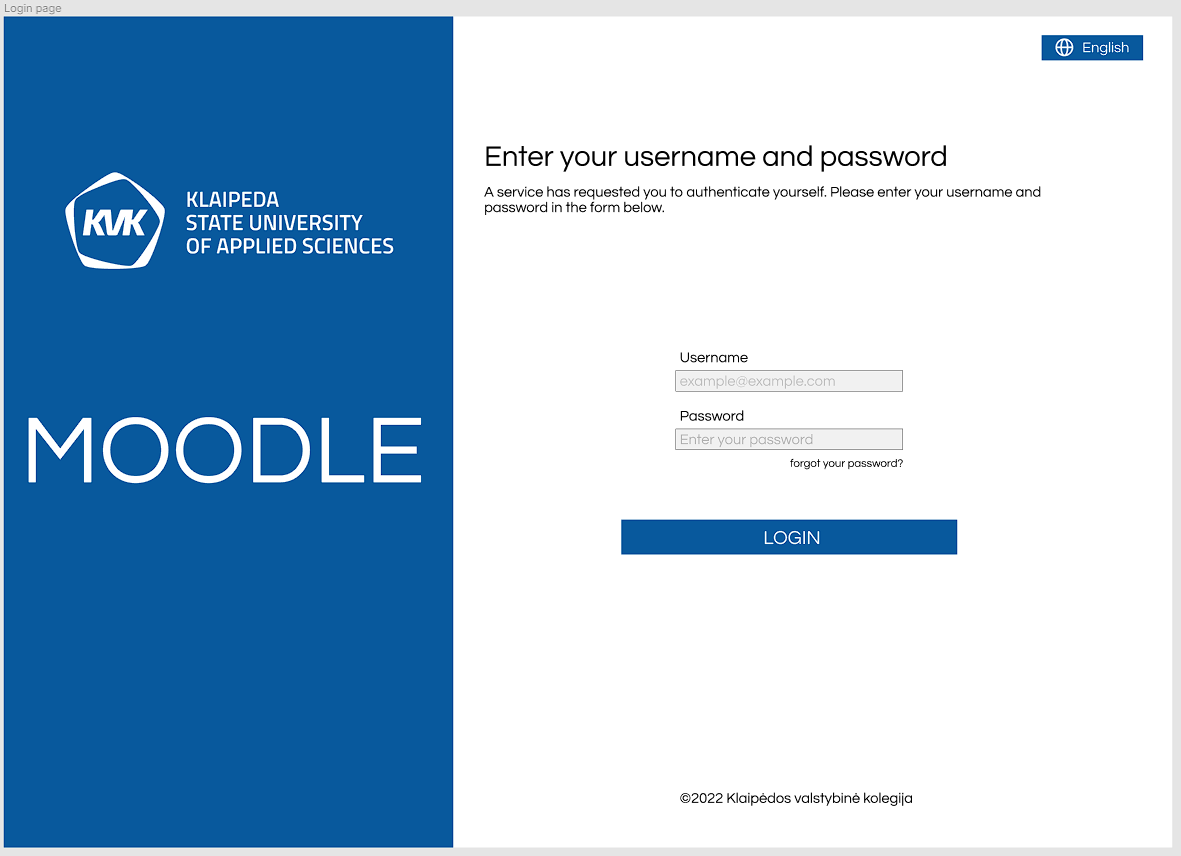 Login page
English
KVK
KLAIPEDA
STATE UNIVERSITY
OF APPLIED SCIENCES
MOODLE
Enter your username and password
A service has requested you to authenticate yourself. Please enter your username and
password in the form below.
Username
example@example.com
Password
Enter your password
forgot your password?
LOGIN
©2022 Klaipėdos valstybinė kolegija